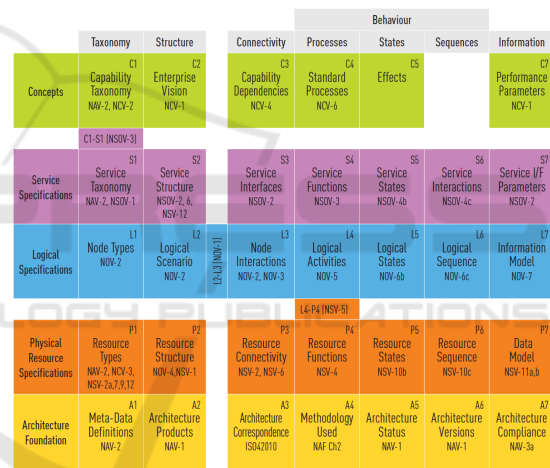 Behaviour
Taxonomy Structure Connectivity Processes States Sequences Information
Concepts
C1
Capability
Taxonomy
NAV-2, NCV-2
C2
Enterprise
Vision
NCV-1
C3
Capability
Dependencies
NCV-4
C4
Standard
Processes
NCV-6
C5
Effects
C7
Performance
Parameters
NCV-1
C1-S1 (NSOV-3)
Service
Specifications
S1
Service
Taxonomy
NAV-2, NSOV-1
S2
Service
Structure
NSOV-2, 6,
NSV-12
S3
Service
Interfaces
NSOV-2
S4
Service
Functions
NSOV-3
S5
Service
States
NSOV-4b
S6
Service
Interactions
NSOV-4c
S7
Service I/F
Parameters
NSOV-2
Logical
Specifications
L1
Node Types
NOV-2
L2
Logical
Scenario
NOV-2
L2-L3 (NOV-1)
L3
Node
Interactions
NOV-2, NOV-3
L4
Logical
Activities
NOV-5
L5
Logical
States
NOV-6b
L6
Logical
Sequence
NOV-6c
L7
Information
Model
NOV-7
L4-P4 (NSV-5)
Physical
Resource
Specifications
P1
Resource
Types
NAV-2, NCV-3,
NSV-2a,7,9,12
P2
Resource
Structure
NOV-4,NSV-1
P3
Resource
Connectivity
NSV-2, NSV-6
P4
Resource
Functions
NSV-4
P5
Resource
States
NSV-10b
P6
Resource
Sequence
NSV-10c
P7
Data
Model
NSV-11a,b
Architecture
Foundation
A1
Meta-Data
Definitions
NAV-2
A2
Architecture
Products
NAV-1
A3
Architecture
Correspondence
ISO42010
A4
Methodology
Used
NAF Ch2
A5
Architecture
Status
NAV-1
A6
Architecture
Versions
NAV-1
A7
Architecture
Compliance
NAV-3a